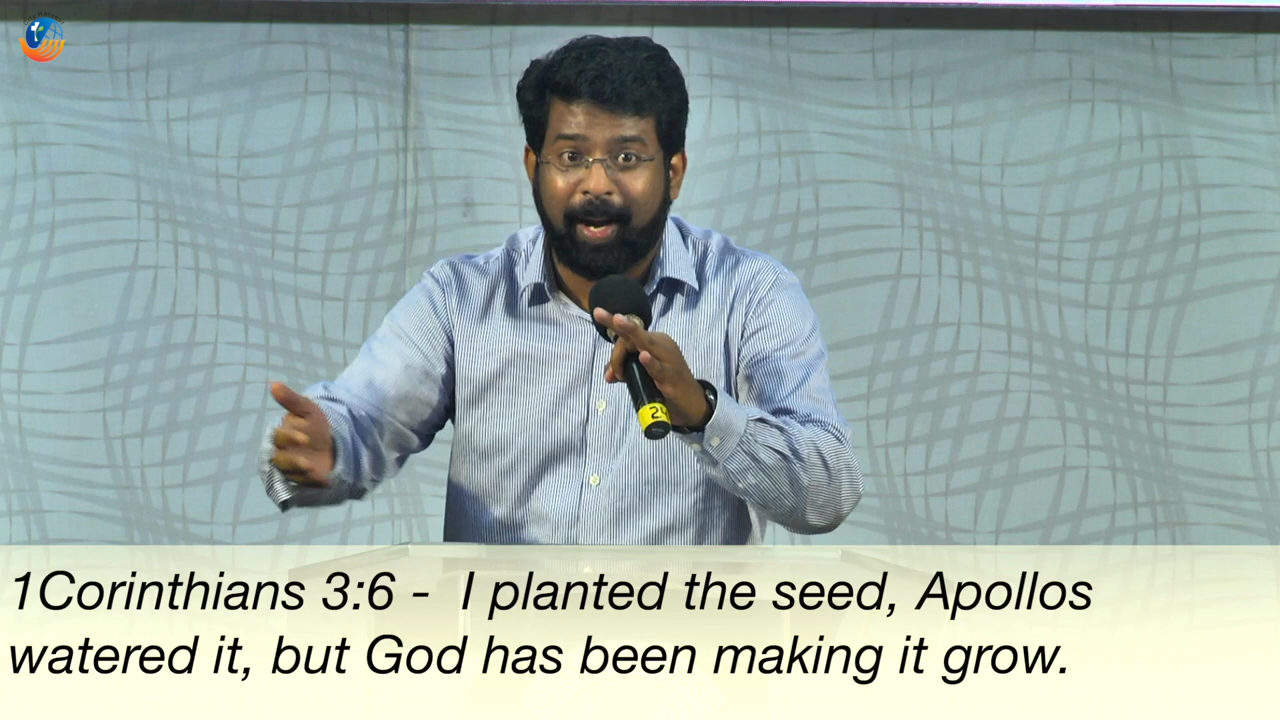 1Corinthians 3:6 - I planted the seed, Apollos
watered it, but God has been making it grow.